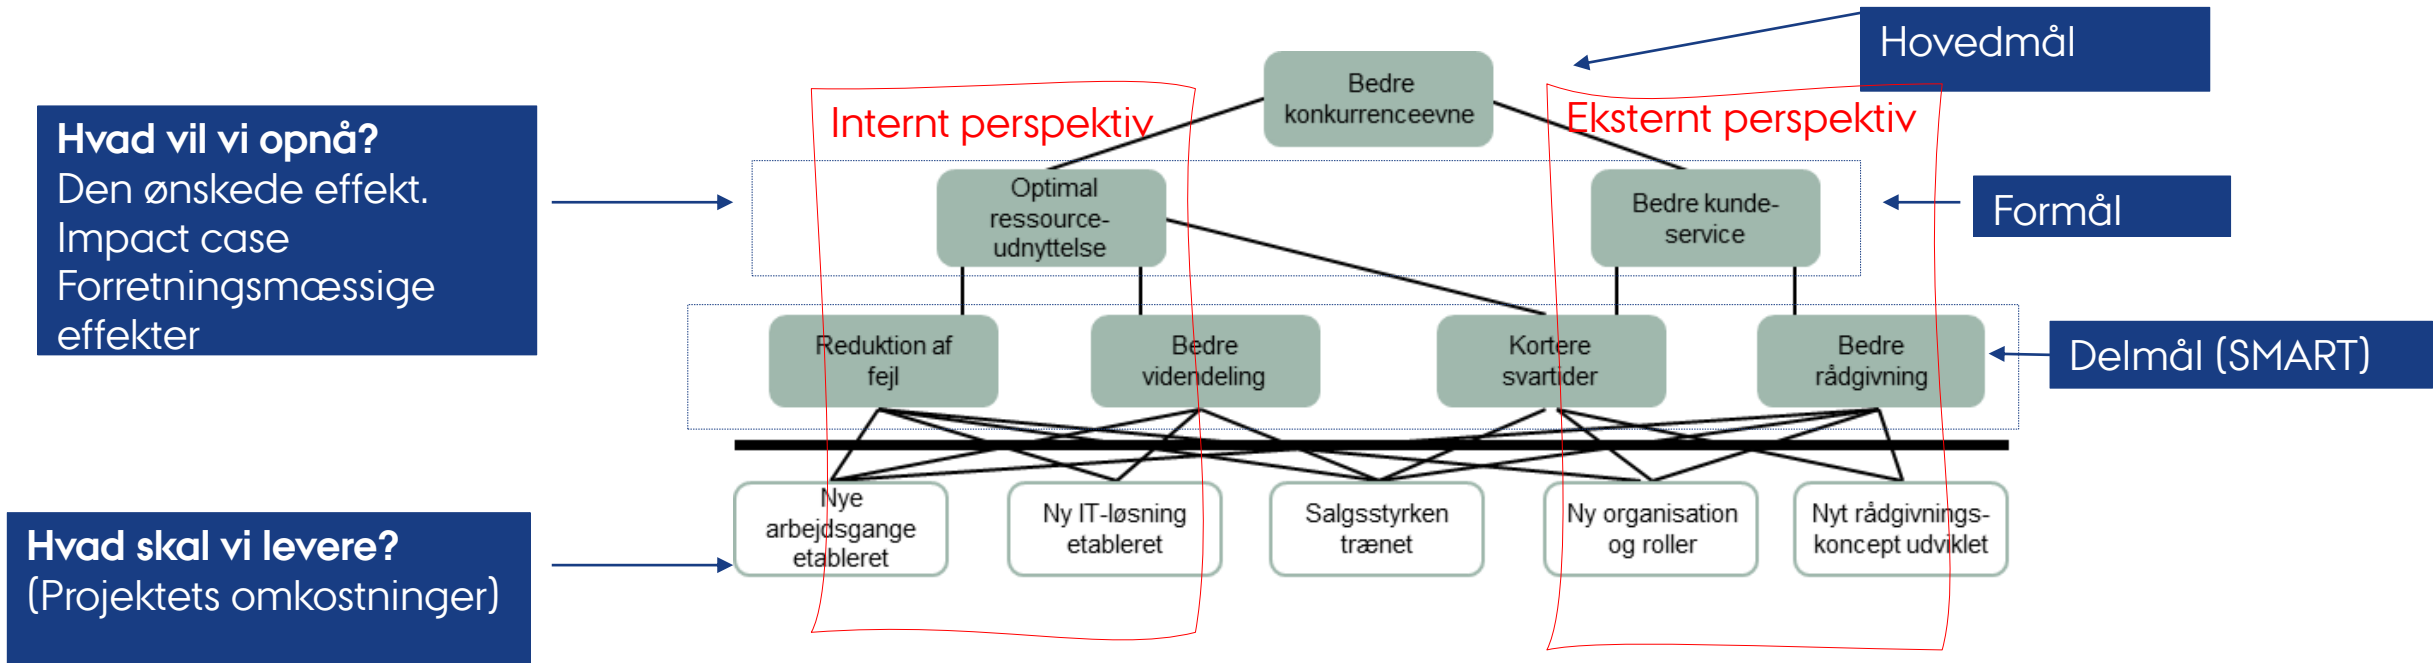 Hovedmål
Bedre
konkurrenceevne
Internt perspektiv
Eksternt perspektiv
Hvad vil vi opnå?
Den ønskede effekt.
Impact case
Forretningsmæssige
effekter
Optimal
ressource-
udnyttelse
Bedre kunde-
service
Formål
Reduktion af
fejl
Bedre
videndeling
Kortere
svartider
Bedre
rådgivning
Delmål (SMART)
Hvad skal vi levere?
(Projektets omkostninger)
Nye
arbejdsgange
etableret
Ny IT-løsning
etableret
Salgsstyrken
trænet
Ny organisation
og roller
Nyt rådgivnings-
koncept udviklet